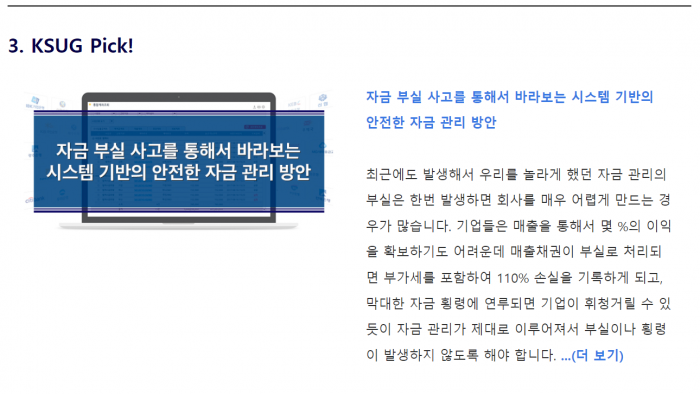 3. KSUG Pick!
자금 부실 사고를 통해서 바라보는
시스템 기반의 안전한 자금 관리 방안
자금 부실 사고를 통해서 바라보는 시스템 기반의
안전한 자금 관리 방안
최근에도 발생해서 우리를 놀라게 했던 자금 관리의
부실은 한번 발생하면 회사를 매우 어렵게 만드는 경
우가 많습니다. 기업들은 매출을 통해서 몇 %의 이익
을 확보하기도 어려운데 매출채권이 부실로 처리되
면 부가세를 포함하여 110% 손실을 기록하게 되고,
막대한 자금 횡령에 연루되면 기업이 휘청거릴 수 있
듯이 자금 관리가 제대로 이루어져서 부실이나 횡령
이 발생하지 않도록 해야 합니다. ...(더 보기)